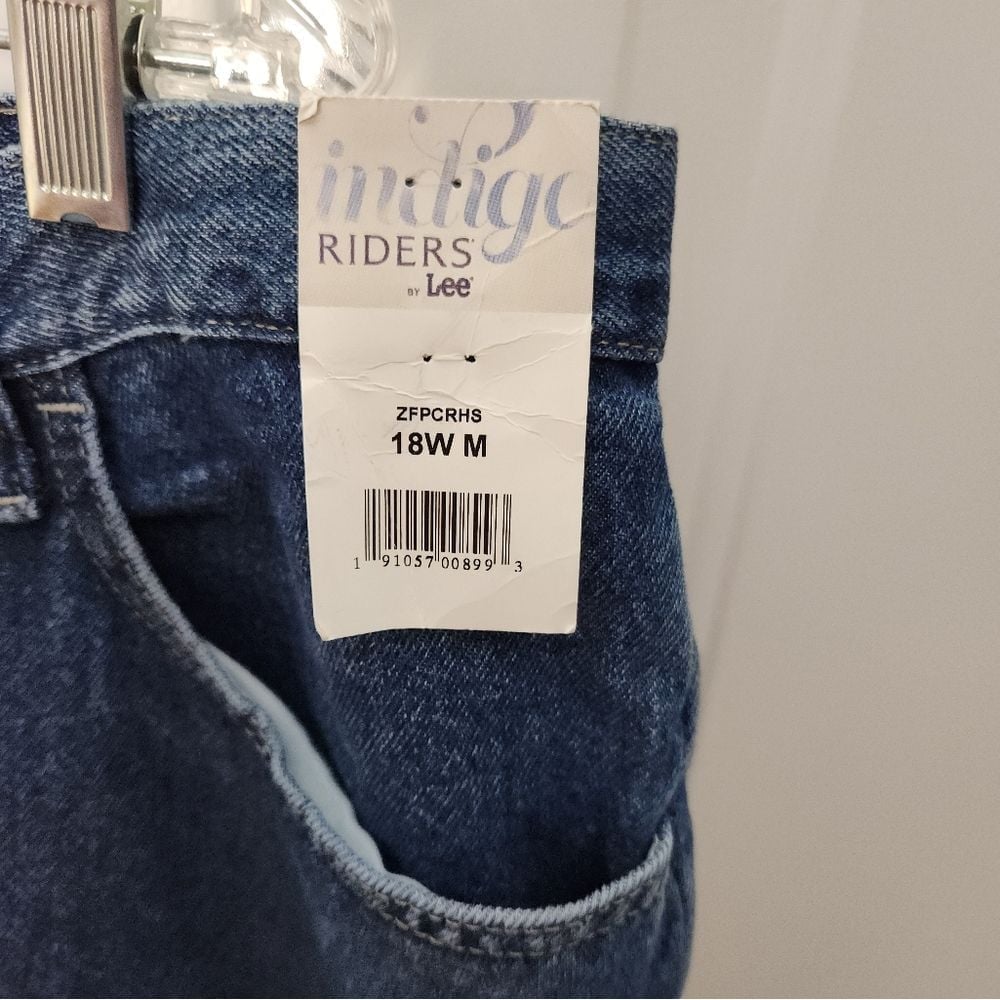 indigo
RIDERS
BY Lee
ZFPCRHS
18W M
1 91057 00899 3